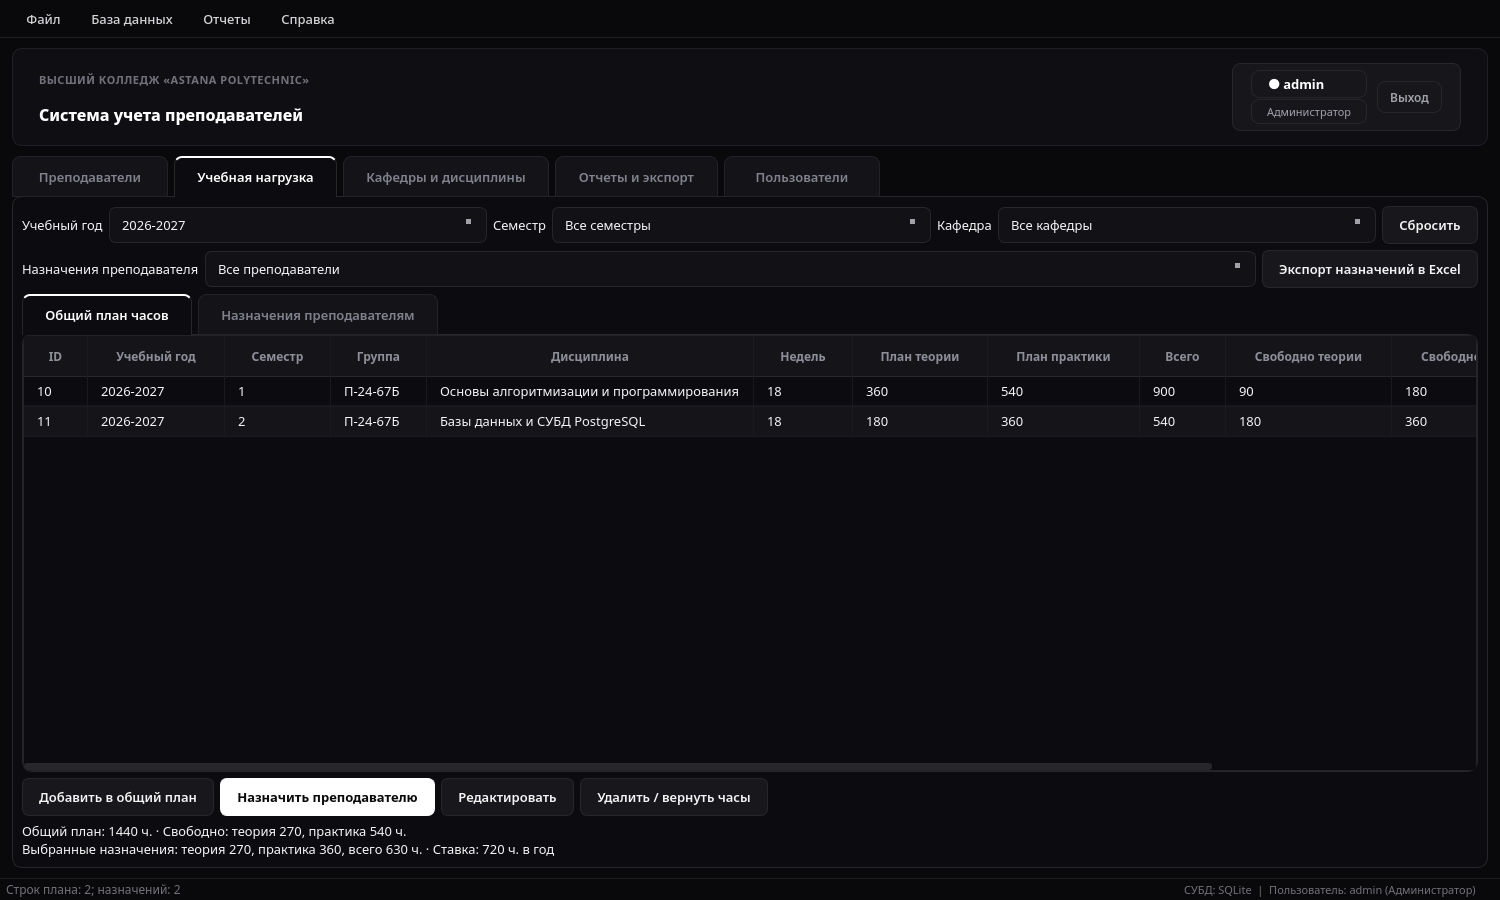 Файл База данных Отчеты Справка
ВЫСШИЙ КОЛЛЕДЖ «ASTANA POLYTECHNIC»
Система учета преподавателей
admin
Администратор
Выход
Преподаватели Учебная нагрузка Кафедры и дисциплины Отчеты и экспорт Пользователи
Учебный год 2026-2027 Семестр Все семестры Кафедра Все кафедры Сбросить
Назначения преподавателя Все преподаватели Экспорт назначений в Excel
Общий план часов Назначения преподавателям
ID Учебный год Семестр Группа Дисциплина Недель План теории План практики Всего Свободно теории Свободно
10 2026-2027 1 П-24-67Б Основы алгоритмизации и программирования 18 360 540 900 90 180
11 2026-2027 2 П-24-67Б Базы данных и СУБД PostgreSQL 18 180 360 540 180 360
Добавить в общий план Назначить преподавателю Редактировать Удалить / вернуть часы
Общий план: 1440 ч. · Свободно: теория 270, практика 540 ч.
Выбранные назначения: теория 270, практика 360, всего 630 ч. · Ставка: 720 ч. в год
Строк плана: 2; назначений: 2 СУБД: SQLite | Пользователь: admin (Администратор)